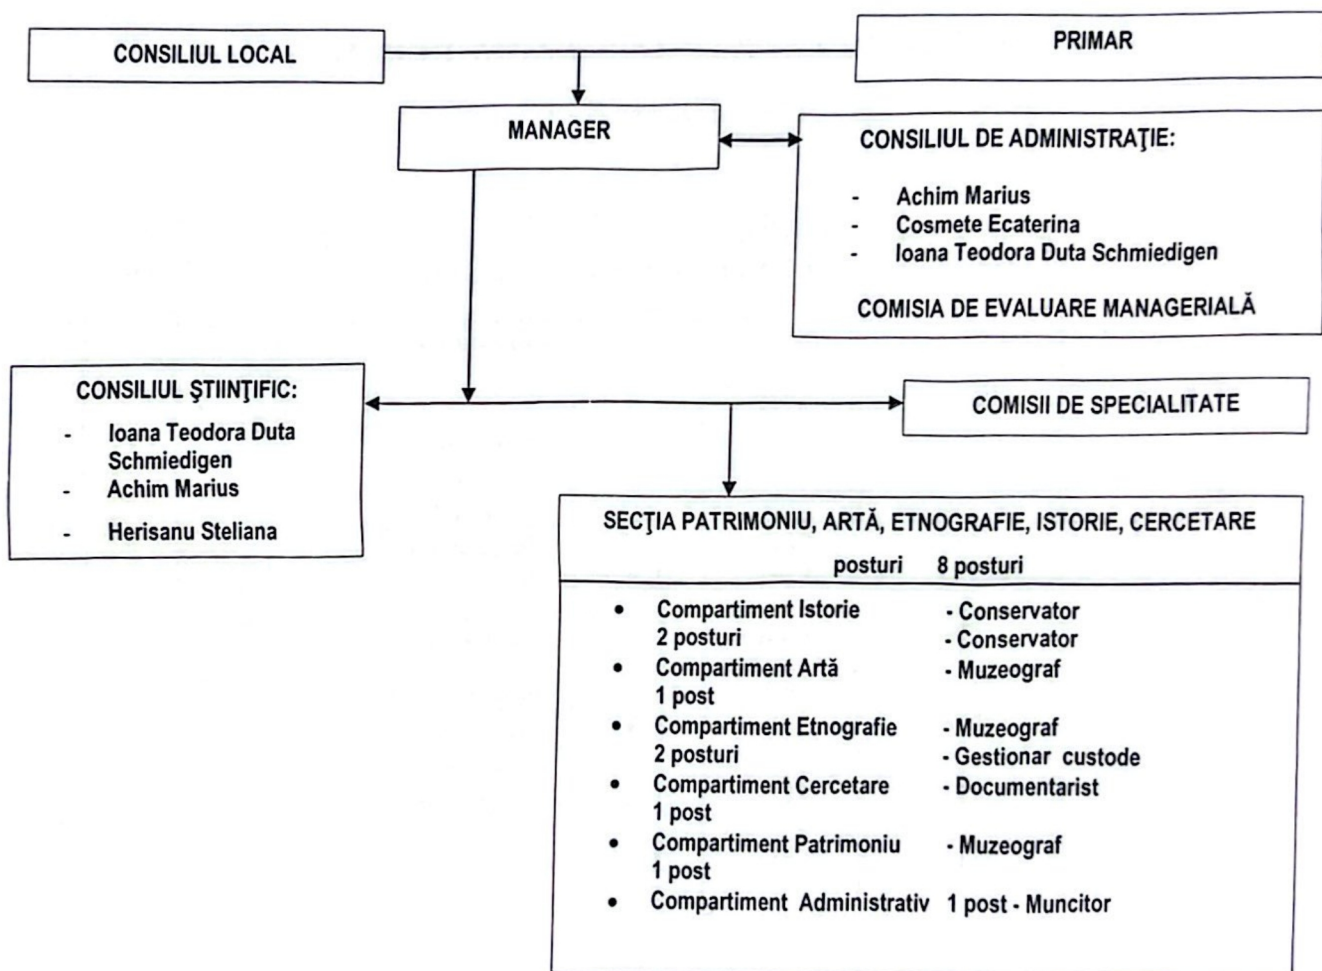 CONSILIUL LOCAL
PRIMAR
MANAGER
CONSILIUL DE ADMINISTRAŢIE:
- Achim Marius
- Cosmete Ecaterina
- Ioana Teodora Duta Schmiedigen
COMISIA DE EVALUARE MANAGERIALĂ
CONSILIUL ŞTIINŢIFIC:
- Ioana Teodora Duta
Schmiedigen
- Achim Marius
- Herisanu Steliana
COMISII DE SPECIALITATE
SECŢIA PATRIMONIU, ARTĂ, ETNOGRAFIE, ISTORIE, CERCETARE
posturi 8 posturi
• Compartiment Istorie - Conservator
2 posturi - Conservator
• Compartiment Artă - Muzeograf
1 post
• Compartiment Etnografie - Muzeograf
2 posturi - Gestionar custode
• Compartiment Cercetare - Documentarist
1 post
• Compartiment Patrimoniu - Muzeograf
1 post
• Compartiment Administrativ 1 post - Muncitor